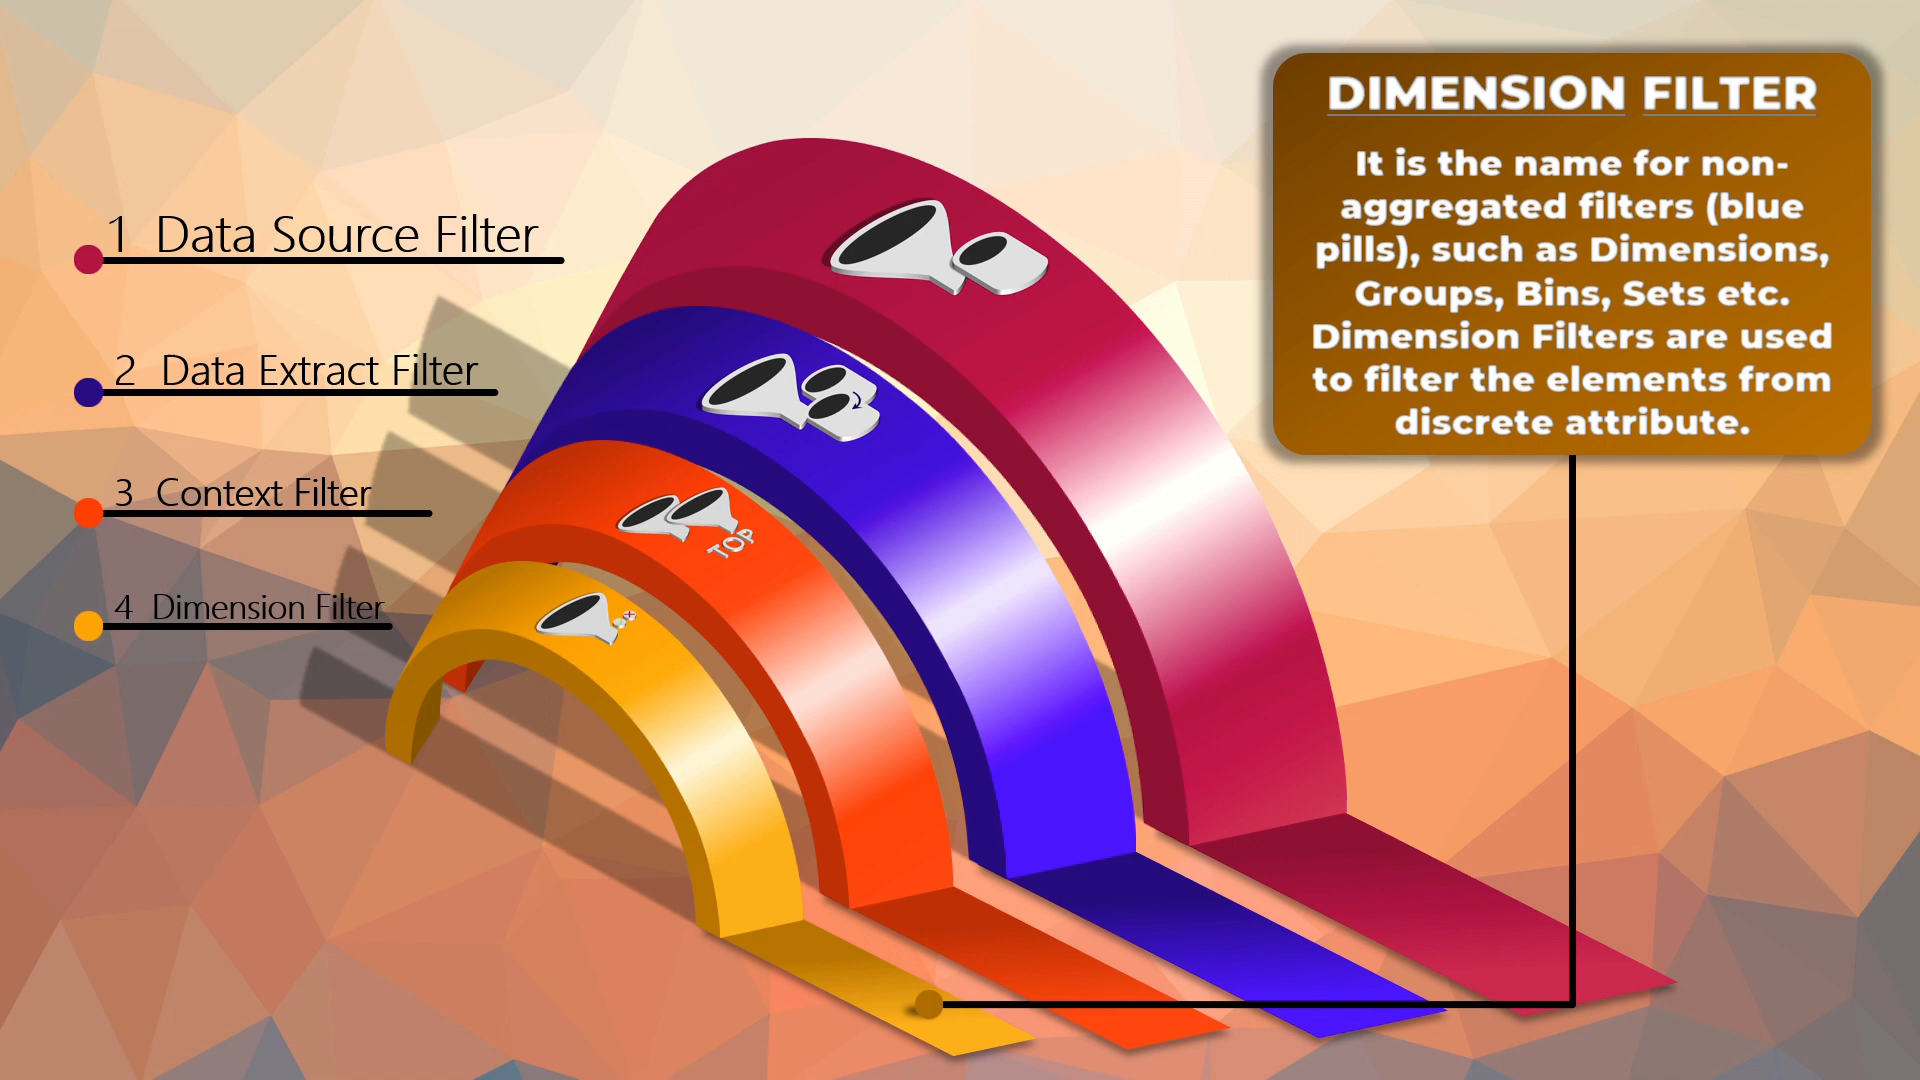 1 Data Source Filter
2 Data Extract Filter
3 Context Filter
4 Dimension Filter
TOP
DIMENSION FILTER
It is the name for non-
aggregated filters (blue
pills), such as Dimensions,
Groups, Bins, Sets etc.
Dimension Filters are used
to filter the elements from
discrete attribute.